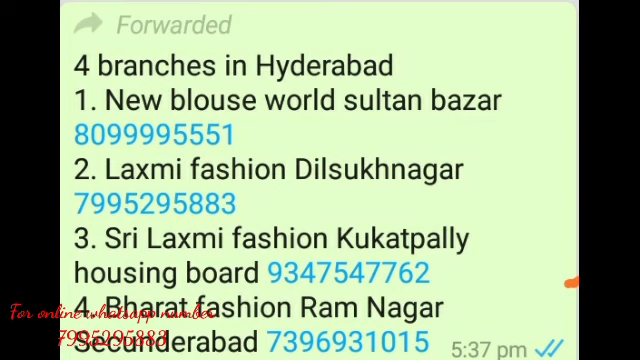 Forwarded
4 branches in Hyderabad
1. New blouse world sultan bazar
8099995551
2. Laxmi fashion Dilsukhnagar
7995295883
3. Sri Laxmi fashion Kukatpally
housing board 9347547762
4. Bharat fashion Ram Nagar
Secunderabad 7396931015
5:37 pm
For online whatsapp number
7995295883